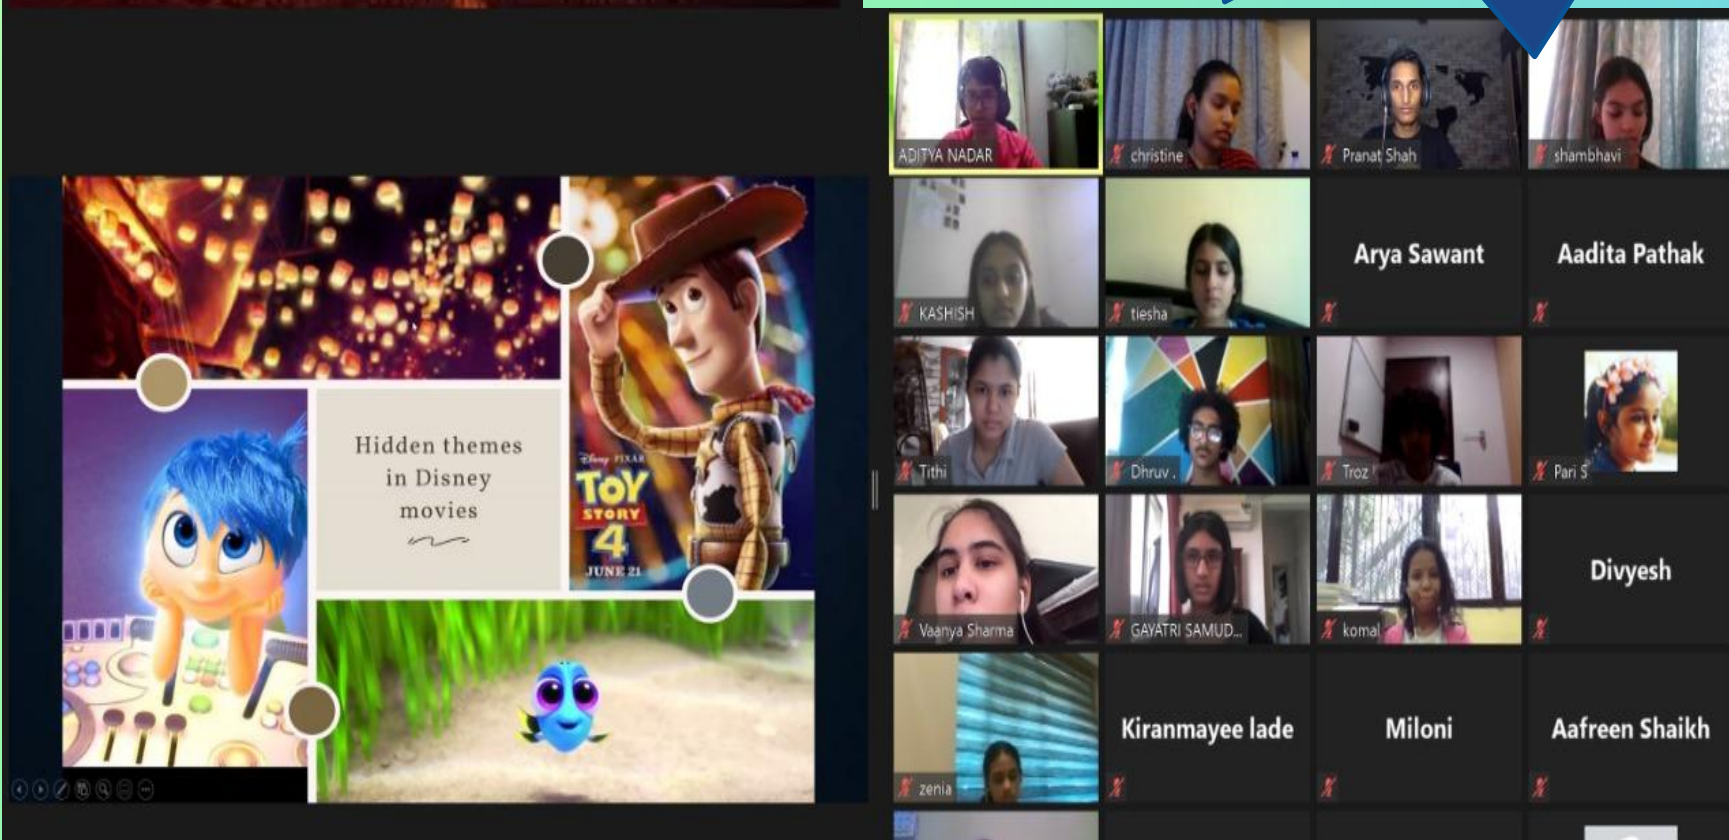 Hidden themes
in Disney
movies
Disney PIXAR
TOY
STORY
4
JUNE 21
ADITYA NADAR
christine
Pranat Shah
shambhavi
KASHISH
tiesha
Arya Sawant
Aadita Pathak
Tithi
Dhruv .
Troz
Pari S
Vaanya Sharma
GAYATRI SAMUD...
komal
Divyesh
zenia
Kiranmayee lade
Miloni
Aafreen Shaikh